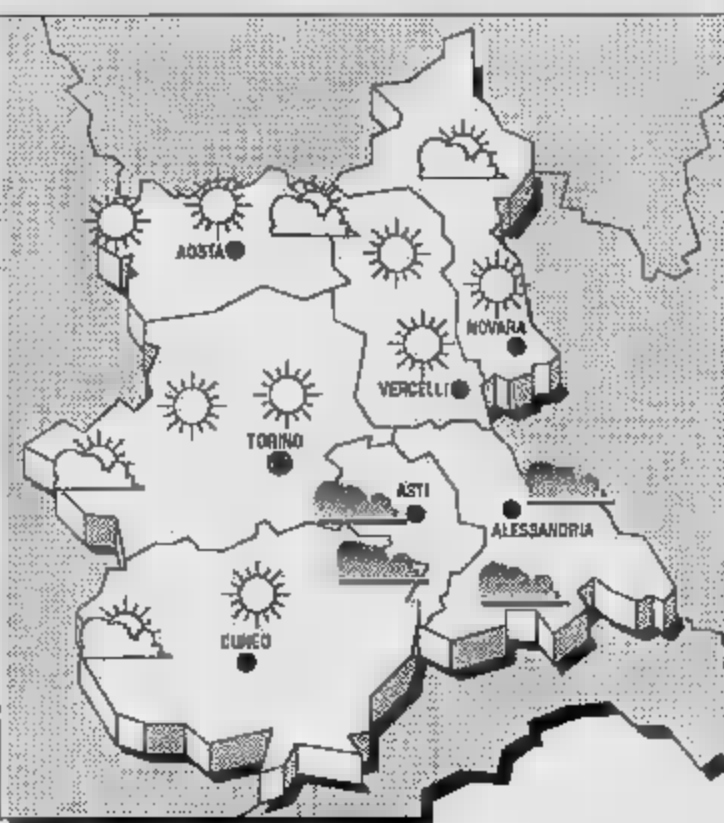 AOSTA
NOVARA
VERCELLI
TORINO
ASTI
ALESSANDRIA
CUNEO